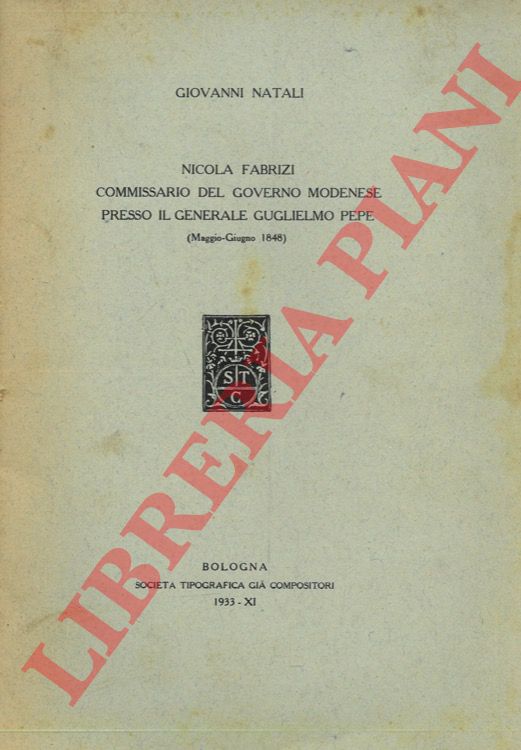 GIOVANNI NATALI
NICOLA FABRIZI
COMMISSARIO DEL GOVERNO MODENESE
PRESSO IL GENERALE GUGLIELMO PEPE
(Maggio-Giugno 1848)
S T
C
BOLOGNA
SOCIETA TIPOGRAFICA GIÀ COMPOSITORI
1933 - XI
LIBRERIA PIANI